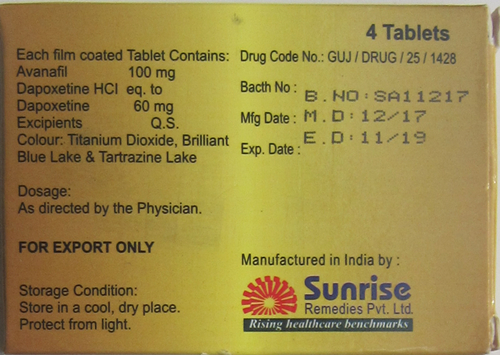 4 Tablets
Each film coated Tablet Contains:
Avanafil 100 mg
Dapoxetine HCl eq. to
Dapoxetine 60 mg
Excipients Q.S.
Colour: Titanium Dioxide, Brilliant
Blue Lake & Tartrazine Lake
Dosage:
As directed by the Physician.
FOR EXPORT ONLY
Storage Condition:
Store in a cool, dry place.
Protect from light.
Drug Code No.: GUJ / DRUG / 25 / 1428
Bacth No : B.NO:SA11217
Mfg Date : M.D:12/17
Exp. Date : E.D:11/19
Manufactured in India by :
Sunrise
Remedies Pvt. Ltd.
Rising healthcare benchmarks